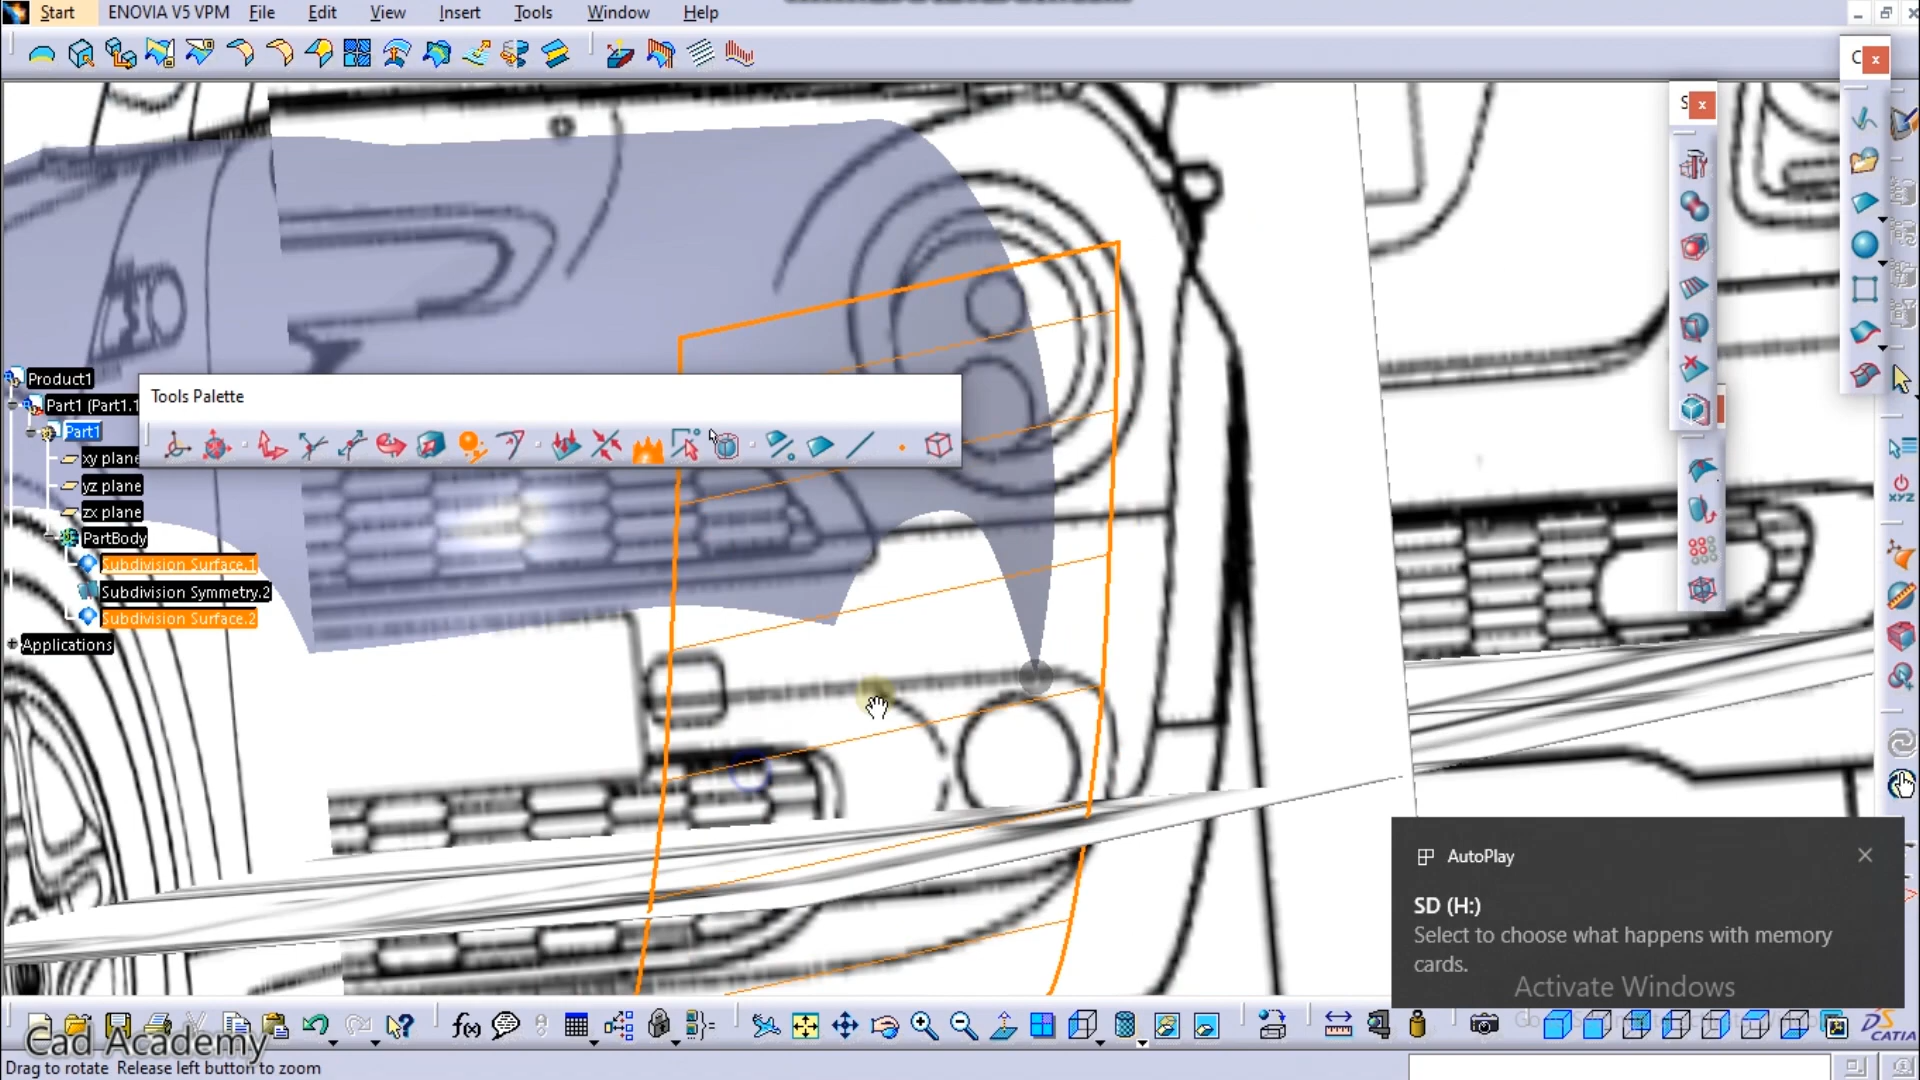 Start ENOVIA V5 VPM File Edit View Insert Tools Window Help
C
S
Product1
Tools Palette
Part1 (Part1.1
Part1
xy plane
yz plane
zx plane
PartBody
Subdivision Surface.1
Subdivision Symmetry.2
Subdivision Surface.2
Applications
XYZ
AutoPlay
SD (H:)
Select to choose what happens with memory
cards.
Activate Windows
f(x)
Cad Academy
CATIA
Drag to rotate Release left button to zoom